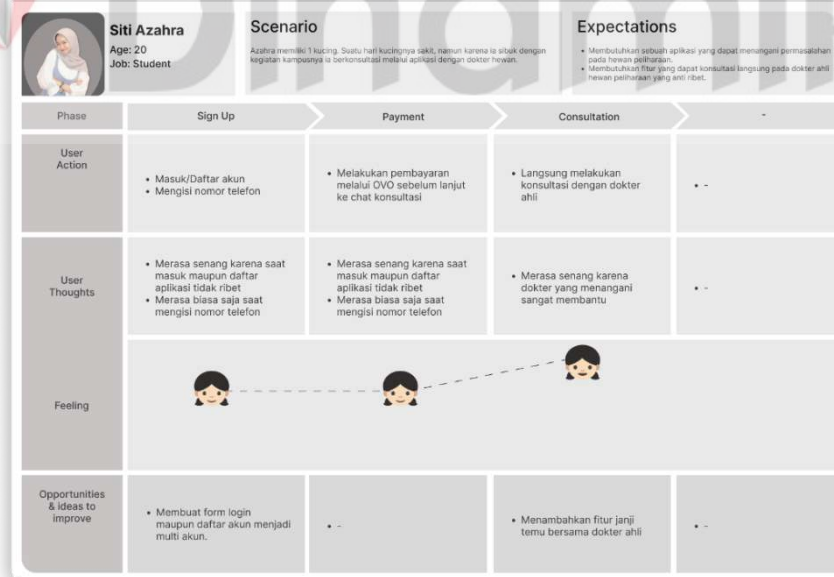 Dinami
Siti Azahra
Age: 20
Job: Student
Scenario
Azahra memiliki 1 kucing. Suatu hari kucingnya sakit, namun karena ia sibuk dengan
kegiatan kampusnya ia berkonsultasi melalui aplikasi dengan dokter hewan.
Expectations
• Membutuhkan sebuah aplikasi yang dapat menangani permasalahan
pada hewan peliharaan.
• Membutuhkan fitur yang dapat konsultasi langsung pada dokter ahli
hewan peliharaan yang anti ribet.
Phase
Sign Up
Payment
Consultation
-
User
Action
• Masuk/Daftar akun
• Mengisi nomor telefon
• Melakukan pembayaran
melalui OVO sebelum lanjut
ke chat konsultasi
• Langsung melakukan
konsultasi dengan dokter
ahli
• -
User
Thoughts
• Merasa senang karena saat
masuk maupun daftar
aplikasi tidak ribet
• Merasa biasa saja saat
mengisi nomor telefon
• Merasa senang karena saat
masuk maupun daftar
aplikasi tidak ribet
• Merasa biasa saja saat
mengisi nomor telefon
• Merasa senang karena
dokter yang menangani
sangat membantu
• -
Feeling
Opportunities
& ideas to
improve
• Membuat form login
maupun daftar akun menjadi
multi akun.
• -
• Menambahkan fitur janji
temu bersama dokter ahli
• -